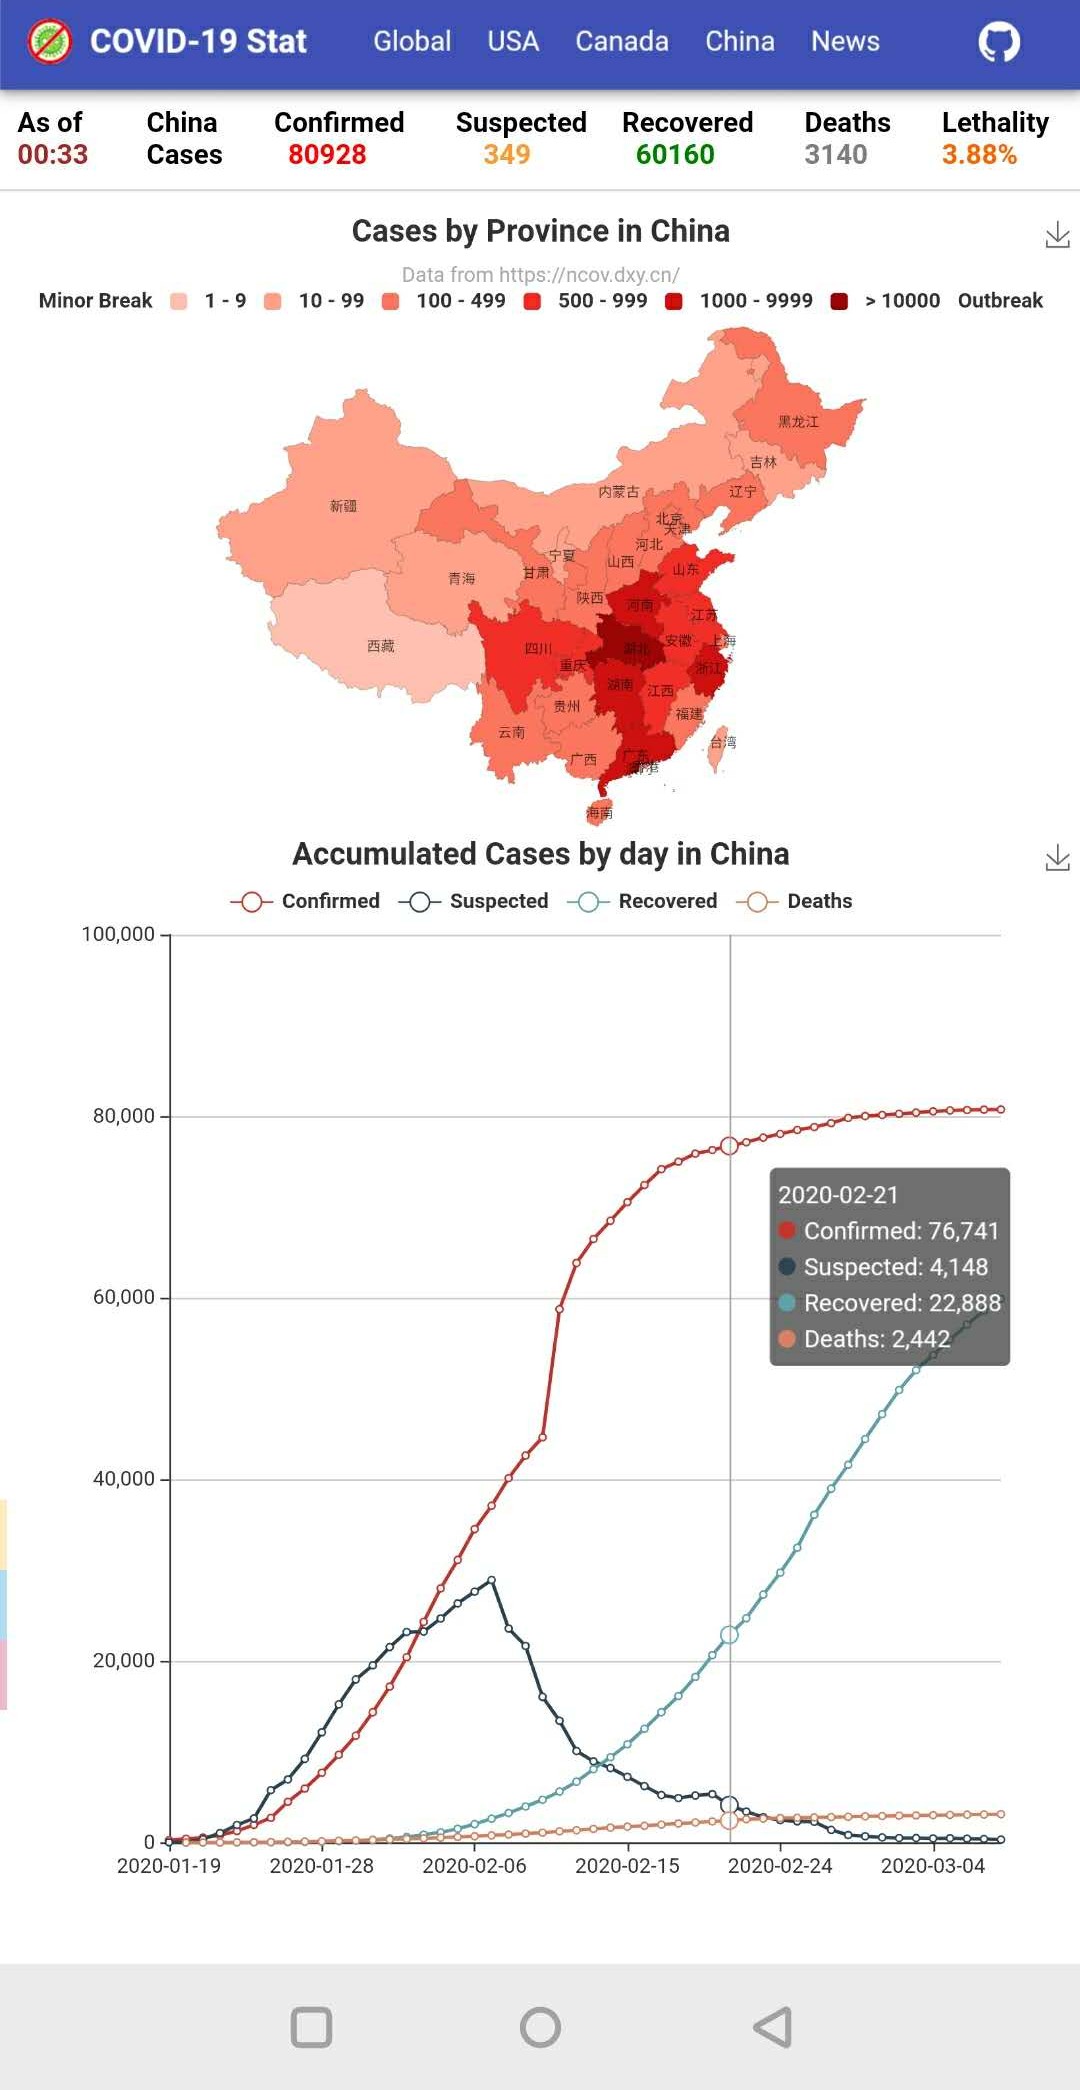 COVID-19 Stat Global USA Canada China News
As of China Confirmed Suspected Recovered Deaths Lethality
00:33 Cases 80928 349 60160 3140 3.88%
Cases by Province in China
Data from https://ncov.dxy.cn/
Minor Break 1 - 9 10 - 99 100 - 499 500 - 999 1000 - 9999 > 10000 Outbreak
黑龙江
吉林
内蒙古
辽宁
新疆
北京
天津
河北
宁夏
山西
山东
甘肃
青海
陕西
河南
江苏
安徽
上海
西藏
四川
湖北
重庆
浙江
湖南
江西
贵州
福建
云南
台湾
广西
广东
海南
Accumulated Cases by day in China
Confirmed Suspected Recovered Deaths
100,000
80,000
2020-02-21
Confirmed: 76,741
Suspected: 4,148
60,000
Recovered: 22,888
Deaths: 2,442
40,000
20,000
0
2020-01-19 2020-01-28 2020-02-06 2020-02-15 2020-02-24 2020-03-04